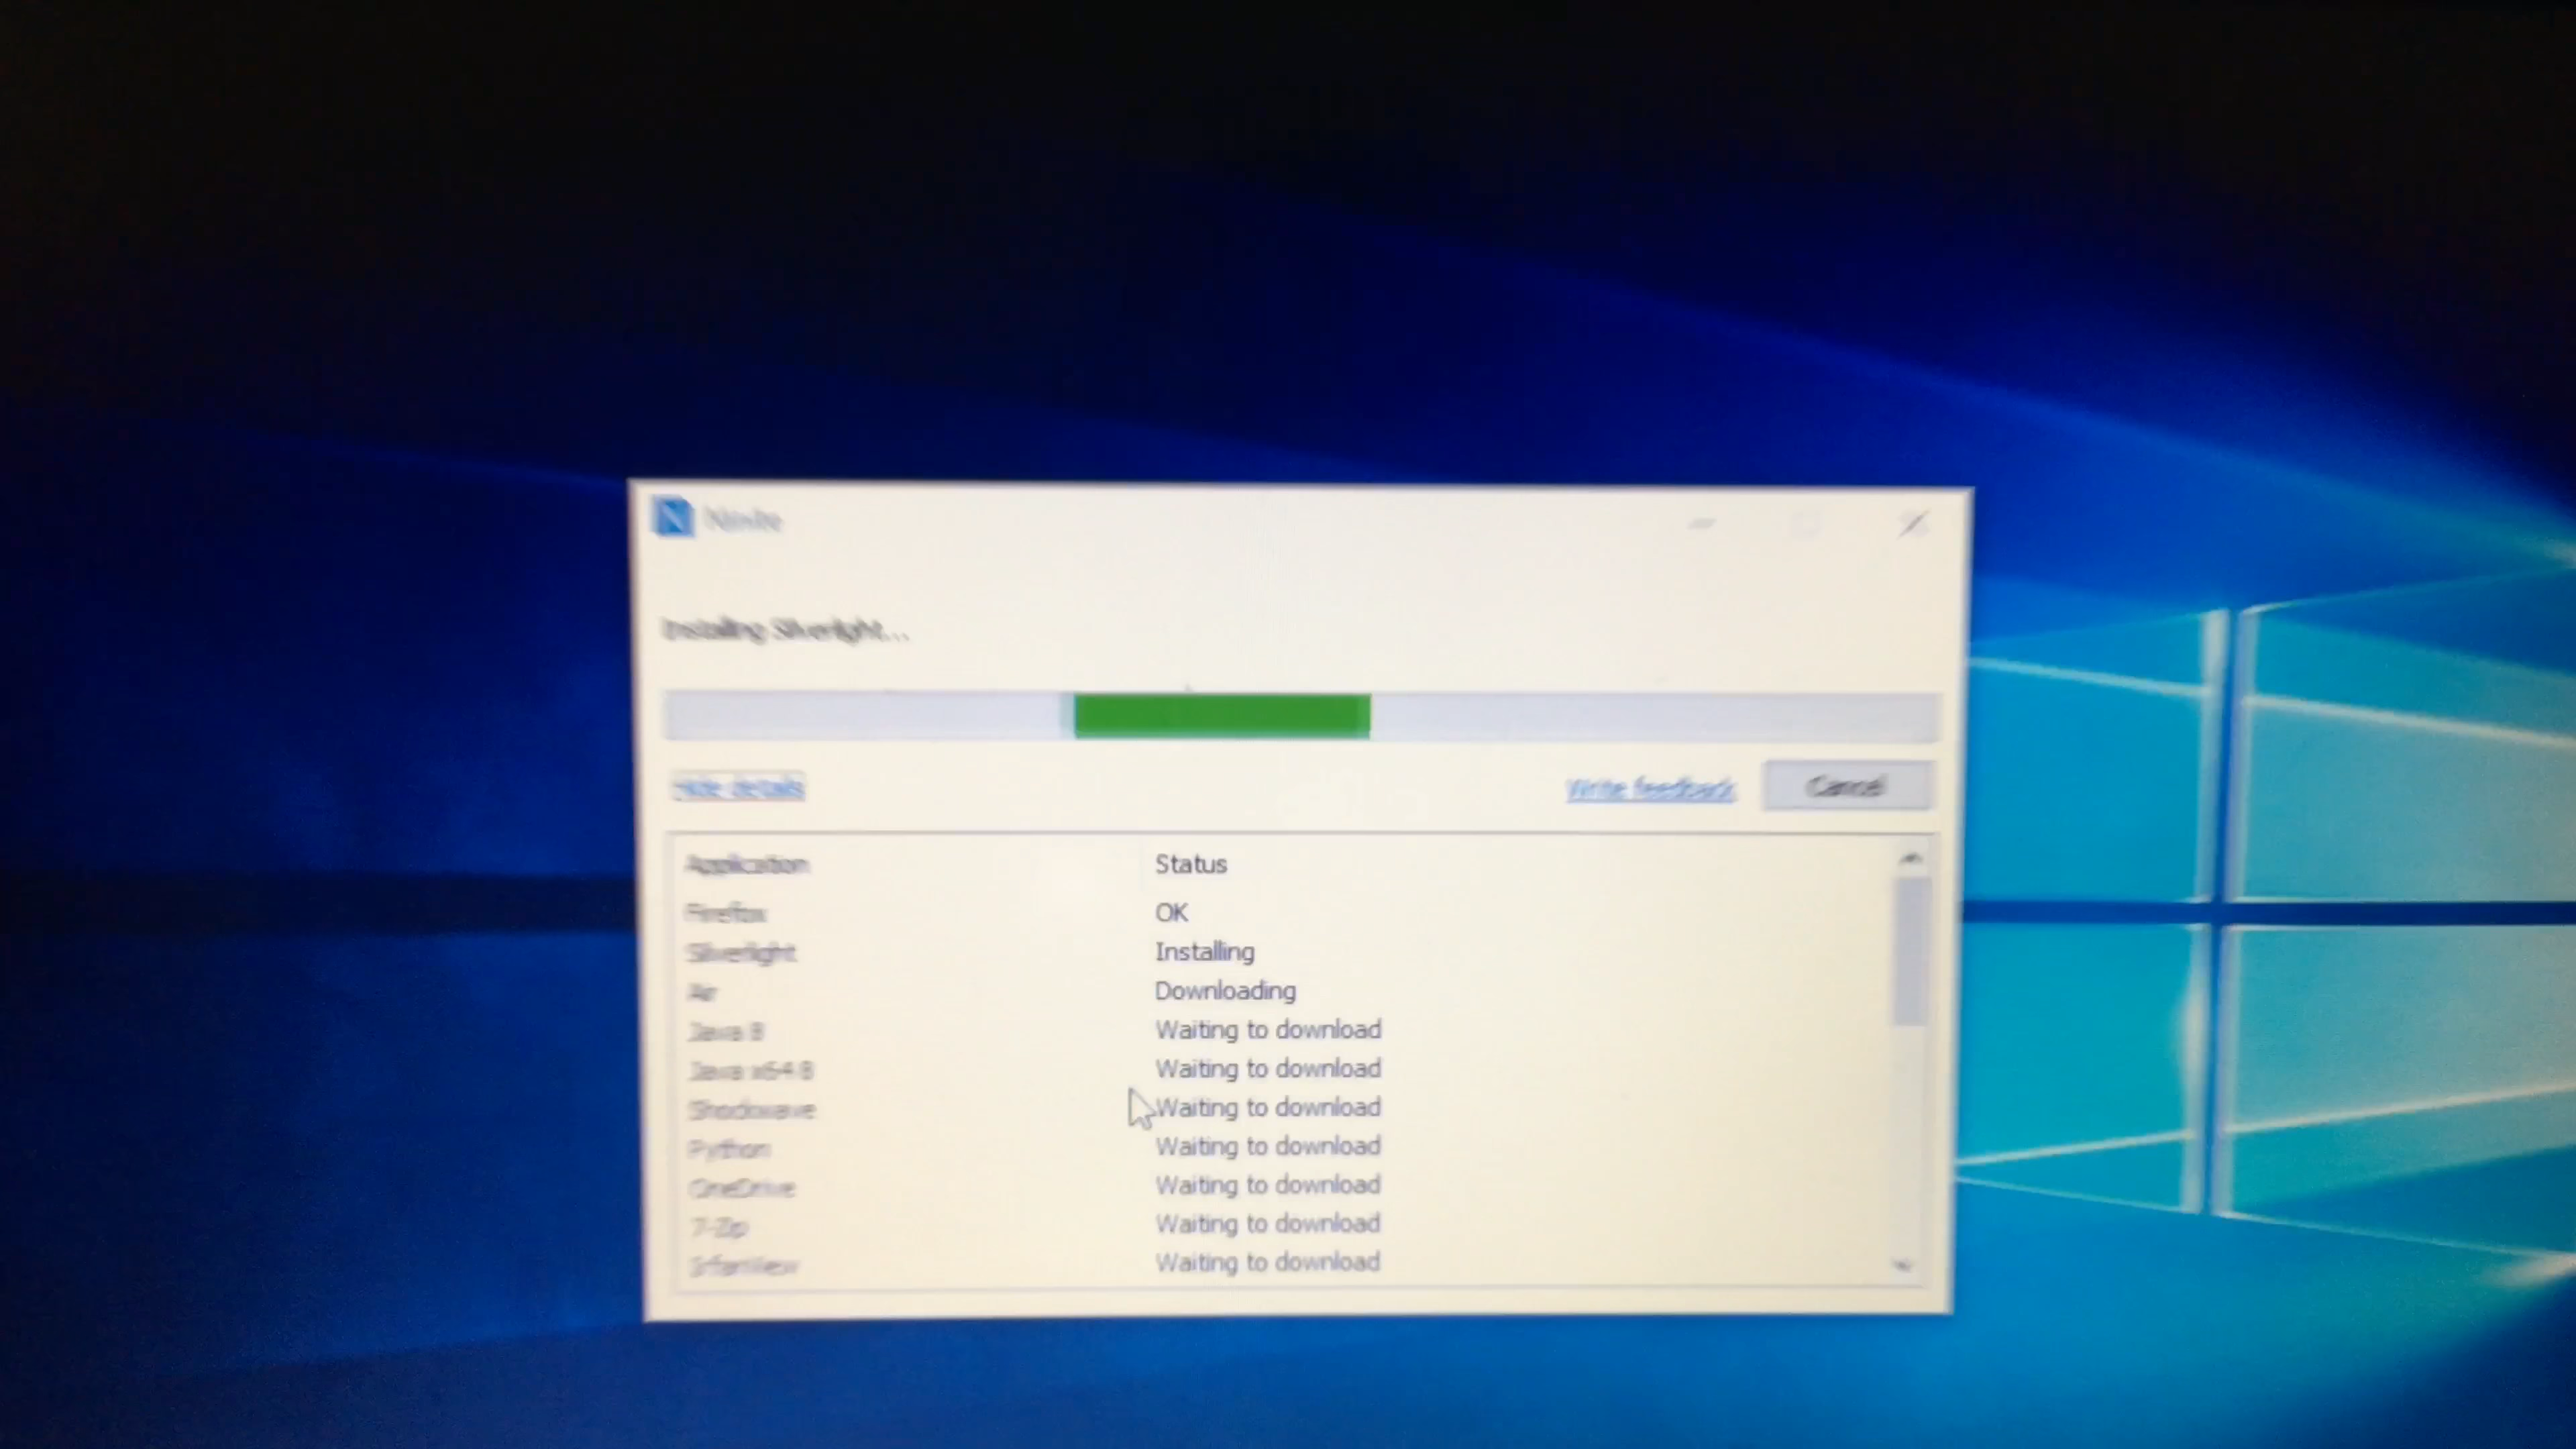 Ninite
Installing Silverlight...
Hide details
Write feedback
Cancel
Application Status
Firefox OK
Silverlight Installing
Air Downloading
Java 8 Waiting to download
Java x64 8 Waiting to download
Shockwave Waiting to download
Python Waiting to download
OneDrive Waiting to download
7-Zip Waiting to download
IrfanView Waiting to download